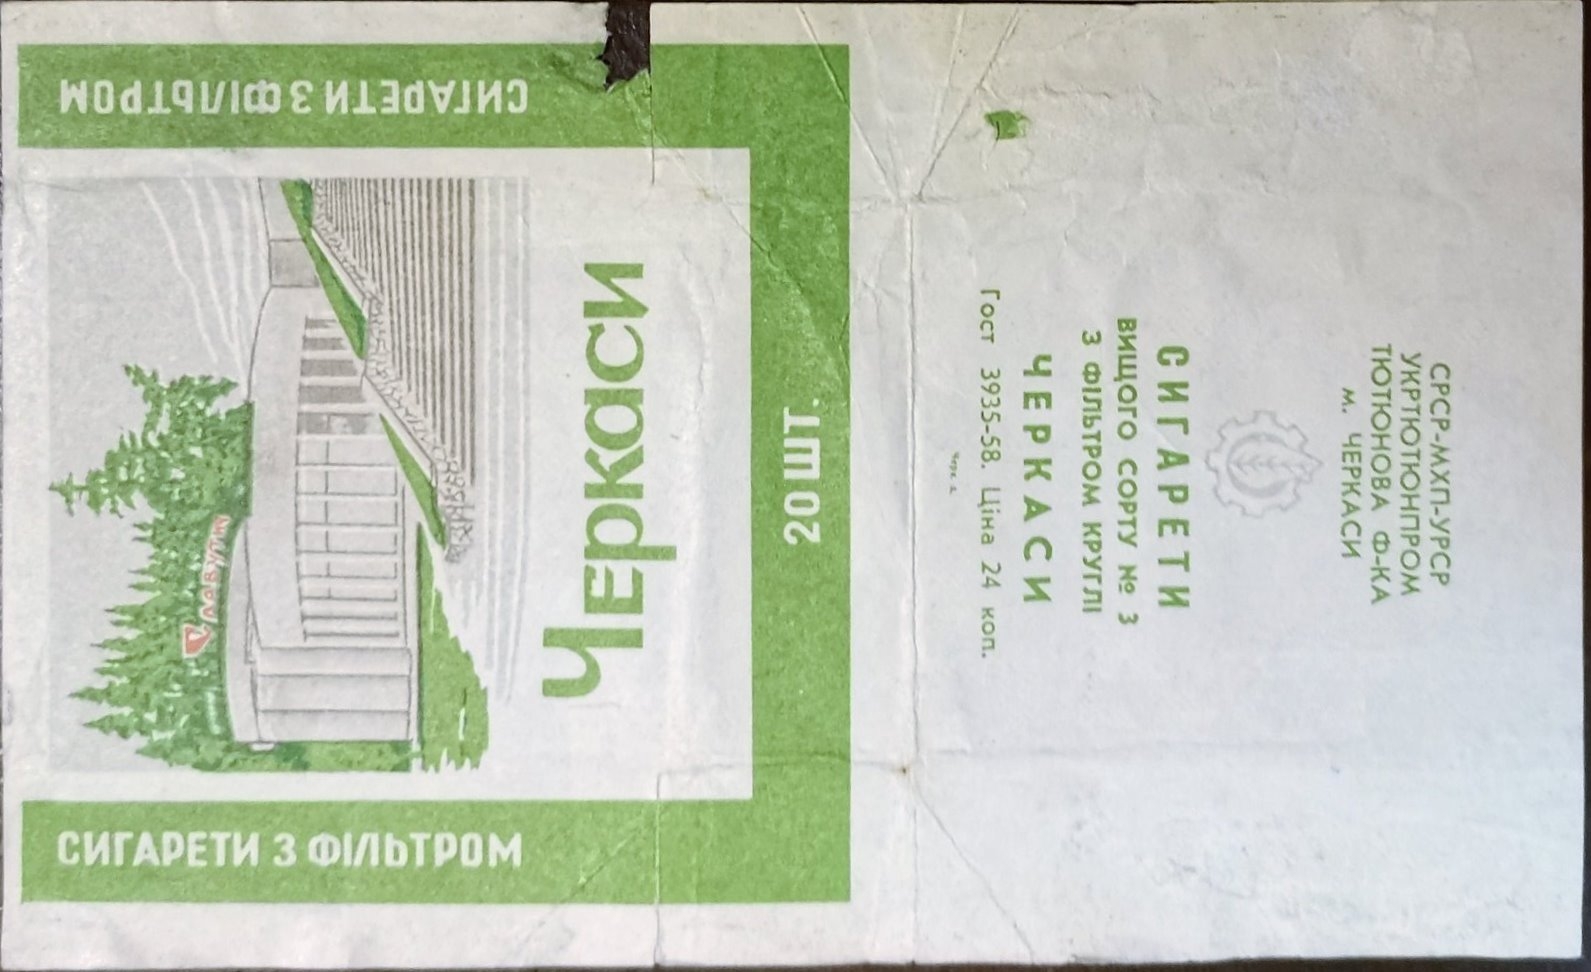 СИГАРЕТИ З ФІЛЬТРОМ
Черкаси
20 ШТ.
СИГАРЕТИ З ФІЛЬТРОМ
СРСР-МХП-УРСР
УКРТЮТЮНПРОМ
ТЮТЮНОВА Ф-КА
м. ЧЕРКАСИ
СИГАРЕТИ
ВИЩОГО СОРТУ № 3
З ФІЛЬТРОМ КРУГЛІ
ЧЕРКАСИ
Гост 3935-58. Ціна 24 коп.